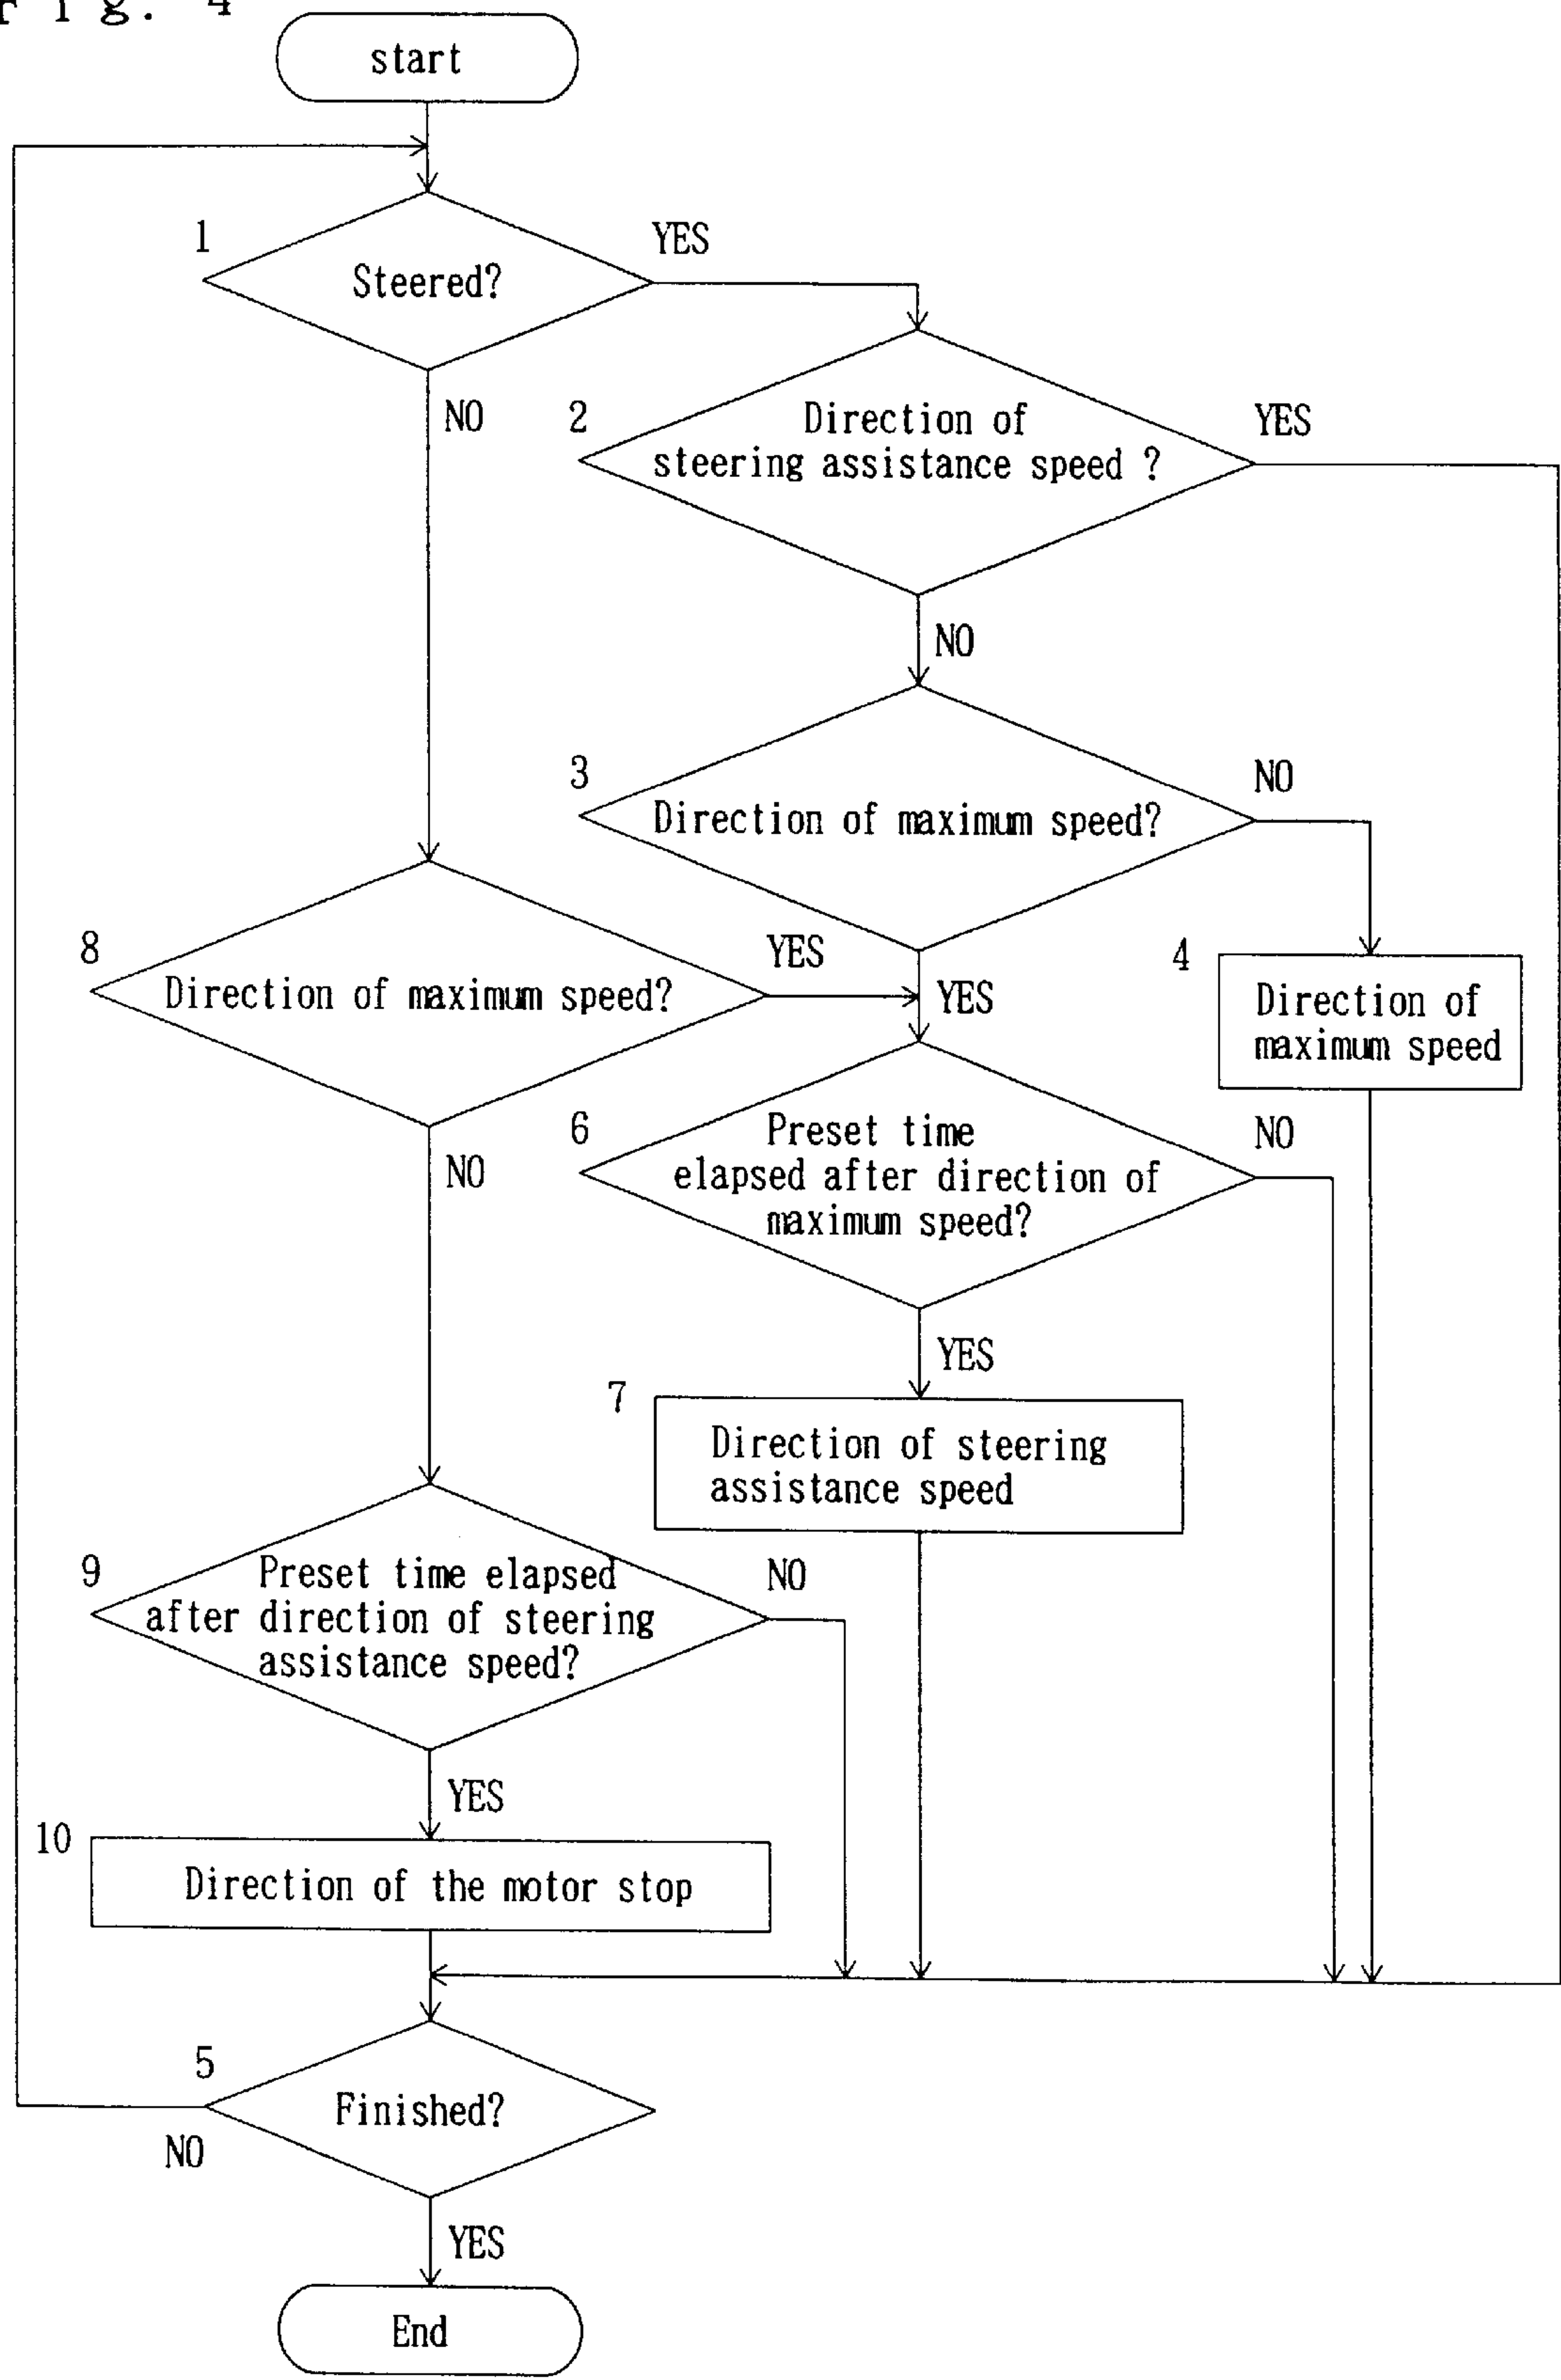 Fig. 4
start
1
YES
Steered?
NO
2
Direction of
steering assistance speed ?
YES
NO
3
Direction of maximum speed?
NO
8
Direction of maximum speed?
YES
YES
4
Direction of
maximum speed
NO
6
Preset time
elapsed after direction of
maximum speed?
NO
YES
7
Direction of steering
assistance speed
9
Preset time elapsed
after direction of steering
assistance speed?
NO
YES
10
Direction of the motor stop
5
Finished?
NO
YES
End